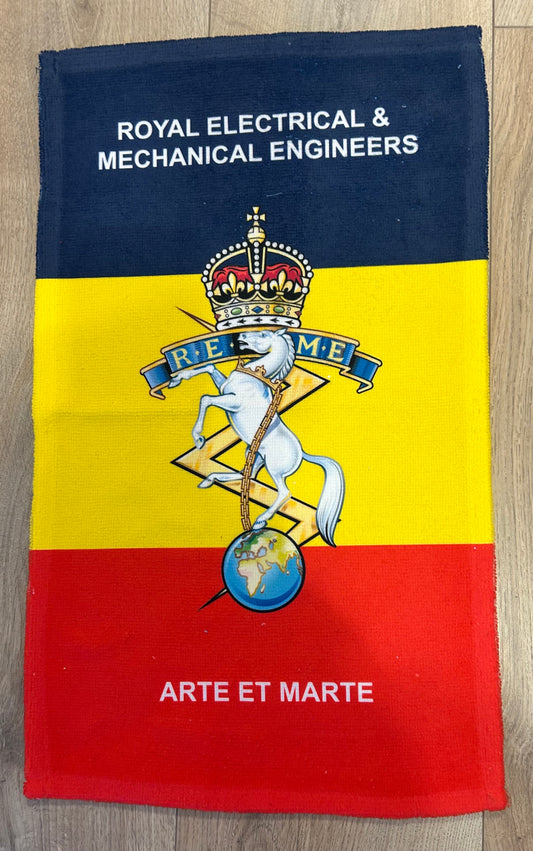 ROYAL ELECTRICAL &
MECHANICAL ENGINEERS
R·E·M·E·
ARTE ET MARTE